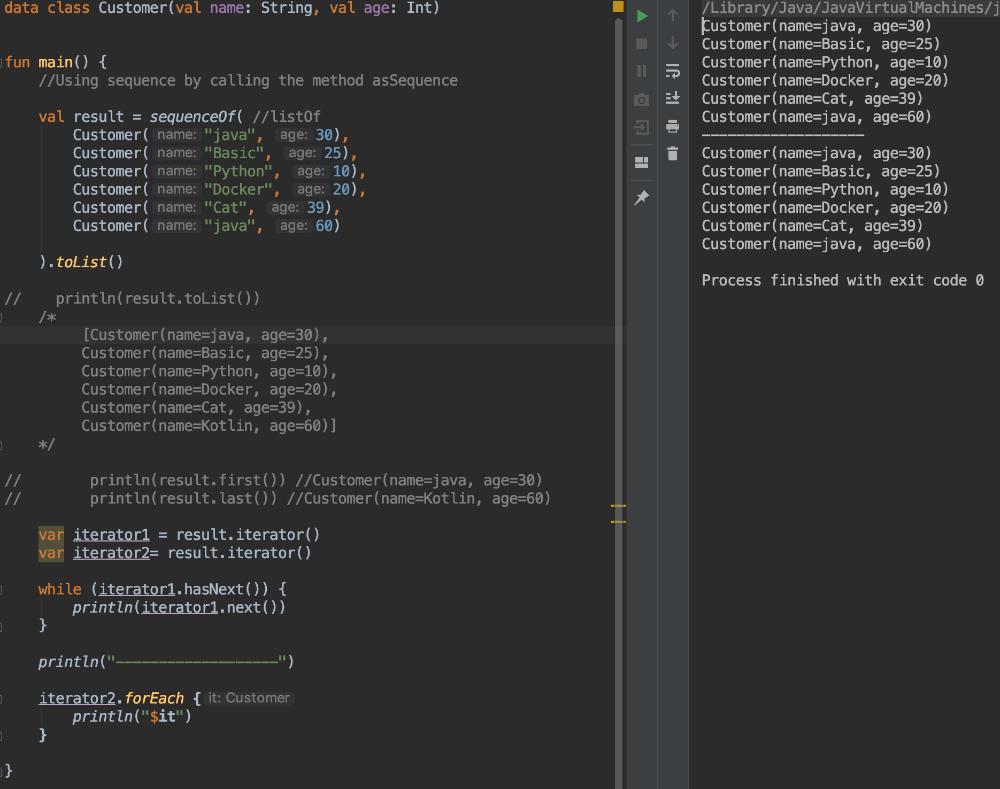 data class Customer(val name: String, val age: Int)
fun main() {
//Using sequence by calling the method asSequence
val result = sequenceOf( //listOf
Customer( name: "java", age: 30),
Customer( name: "Basic", age: 25),
Customer( name: "Python", age: 10),
Customer( name: "Docker", age: 20),
Customer( name: "Cat", age: 39),
Customer( name: "java", age: 60)
).toList()
// println(result.toList())
/*
[Customer(name=java, age=30),
Customer(name=Basic, age=25),
Customer(name=Python, age=10),
Customer(name=Docker, age=20),
Customer(name=Cat, age=39),
Customer(name=Kotlin, age=60)]
*/
// println(result.first()) //Customer(name=java, age=30)
// println(result.last()) //Customer(name=Kotlin, age=60)
var iterator1 = result.iterator()
var iterator2= result.iterator()
while (iterator1.hasNext()) {
println(iterator1.next())
}
println("-------------------")
iterator2.forEach { it: Customer
println("$it")
}
}
/Library/Java/JavaVirtualMachines/j
Customer(name=java, age=30)
Customer(name=Basic, age=25)
Customer(name=Python, age=10)
Customer(name=Docker, age=20)
Customer(name=Cat, age=39)
Customer(name=java, age=60)
-------------------
Customer(name=java, age=30)
Customer(name=Basic, age=25)
Customer(name=Python, age=10)
Customer(name=Docker, age=20)
Customer(name=Cat, age=39)
Customer(name=java, age=60)
Process finished with exit code 0